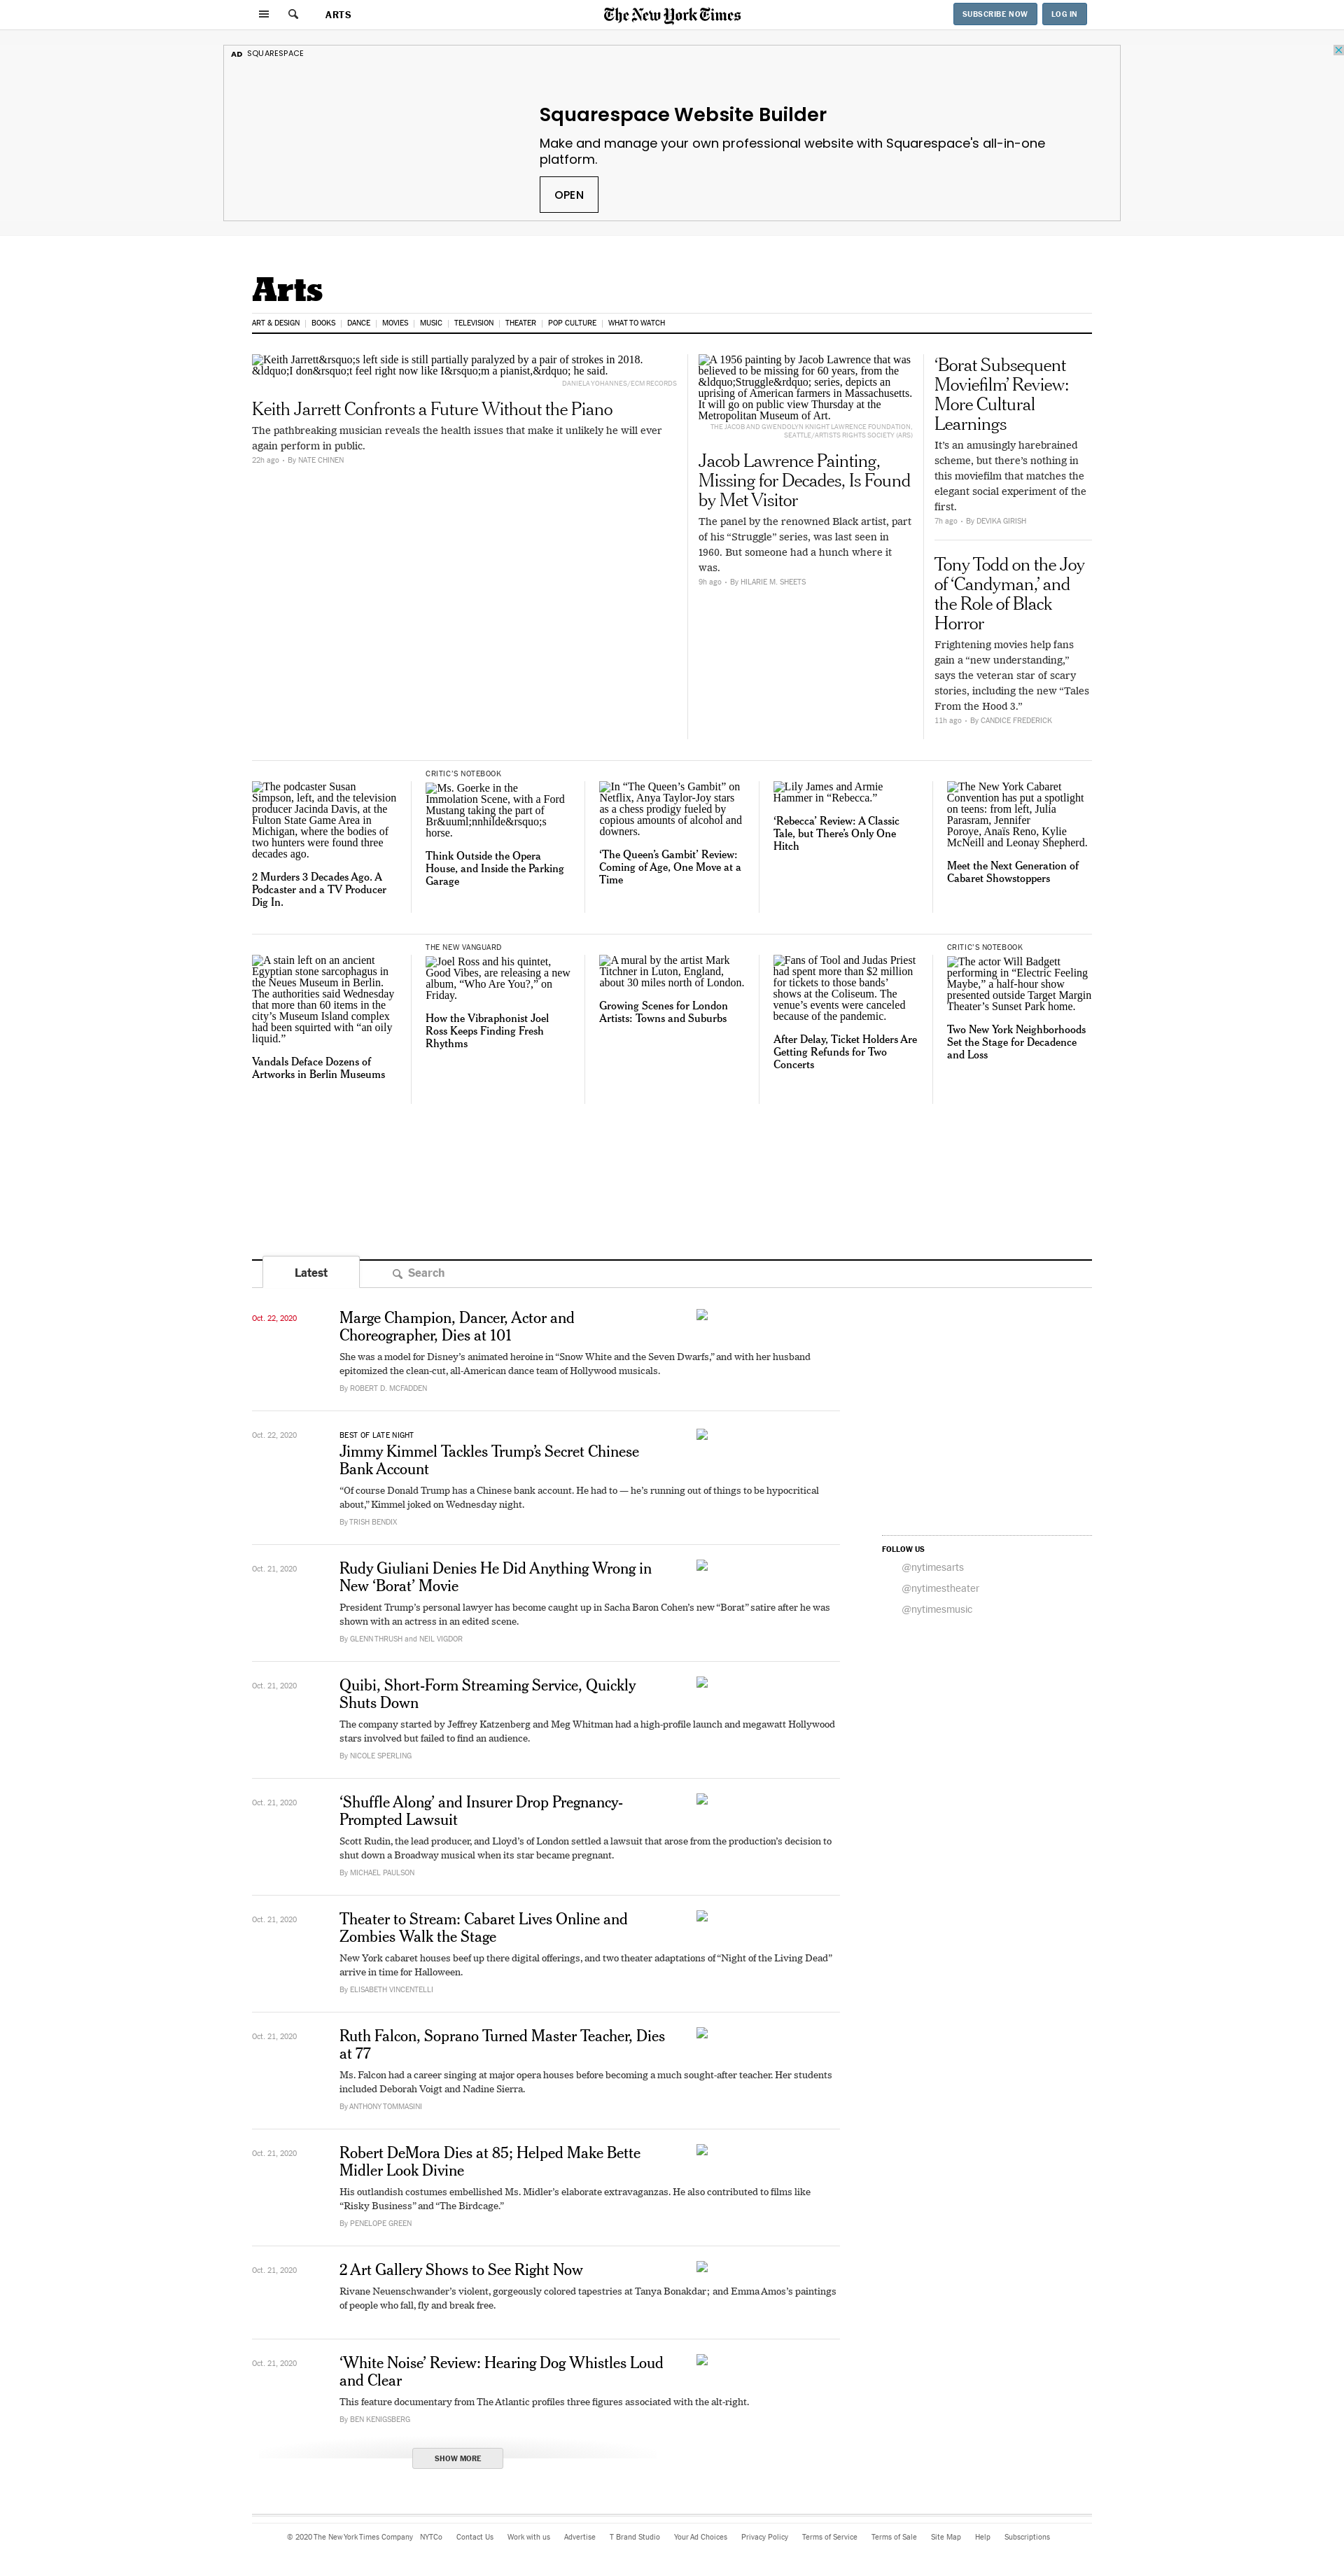 ARTS
The New York Times
SUBSCRIBE NOW
LOG IN
AD SQUARESPACE
Squarespace Website Builder
Make and manage your own professional website with Squarespace's all-in-one
platform.
OPEN
Arts
ART & DESIGN
BOOKS
DANCE
MOVIES
MUSIC
TELEVISION
THEATER
POP CULTURE
WHAT TO WATCH
Keith Jarrett&rsquo;s left side is still partially paralyzed by a pair of strokes in 2018.
&ldquo;I don&rsquo;t feel right now like I&rsquo;m a pianist,&rdquo; he said.
DANIELA YOHANNES/ECM RECORDS
Keith Jarrett Confronts a Future Without the Piano
The pathbreaking musician reveals the health issues that make it unlikely he will ever
again perform in public.
22h ago • By NATE CHINEN
A 1956 painting by Jacob Lawrence that was
believed to be missing for 60 years, from the
&ldquo;Struggle&rdquo; series, depicts an
uprising of American farmers in Massachusetts.
It will go on public view Thursday at the
Metropolitan Museum of Art.
THE JACOB AND GWENDOLYN KNIGHT LAWRENCE FOUNDATION,
SEATTLE/ARTISTS RIGHTS SOCIETY (ARS)
Jacob Lawrence Painting,
Missing for Decades, Is Found
by Met Visitor
The panel by the renowned Black artist, part
of his “Struggle” series, was last seen in
1960. But someone had a hunch where it
was.
9h ago • By HILARIE M. SHEETS
‘Borat Subsequent
Moviefilm’ Review:
More Cultural
Learnings
It’s an amusingly harebrained
scheme, but there’s nothing in
this moviefilm that matches the
elegant social experiment of the
first.
7h ago • By DEVIKA GIRISH
Tony Todd on the Joy
of ‘Candyman,’ and
the Role of Black
Horror
Frightening movies help fans
gain a “new understanding,”
says the veteran star of scary
stories, including the new “Tales
From the Hood 3.”
11h ago • By CANDICE FREDERICK
The podcaster Susan
Simpson, left, and the television
producer Jacinda Davis, at the
Fulton State Game Area in
Michigan, where the bodies of
two hunters were found three
decades ago.
2 Murders 3 Decades Ago. A
Podcaster and a TV Producer
Dig In.
CRITIC’S NOTEBOOK
Ms. Goerke in the
Immolation Scene, with a Ford
Mustang taking the part of
Br&uuml;nnhilde&rsquo;s
horse.
Think Outside the Opera
House, and Inside the Parking
Garage
In “The Queen’s Gambit” on
Netflix, Anya Taylor-Joy stars
as a chess prodigy fueled by
copious amounts of alcohol and
downers.
‘The Queen’s Gambit’ Review:
Coming of Age, One Move at a
Time
Lily James and Armie
Hammer in “Rebecca.”
‘Rebecca’ Review: A Classic
Tale, but There’s Only One
Hitch
The New York Cabaret
Convention has put a spotlight
on teens: from left, Julia
Parasram, Jennifer
Poroye, Anaïs Reno, Kylie
McNeill and Leonay Shepherd.
Meet the Next Generation of
Cabaret Showstoppers
A stain left on an ancient
Egyptian stone sarcophagus in
the Neues Museum in Berlin.
The authorities said Wednesday
that more than 60 items in the
city’s Museum Island complex
had been squirted with “an oily
liquid.”
Vandals Deface Dozens of
Artworks in Berlin Museums
THE NEW VANGUARD
Joel Ross and his quintet,
Good Vibes, are releasing a new
album, “Who Are You?,” on
Friday.
How the Vibraphonist Joel
Ross Keeps Finding Fresh
Rhythms
A mural by the artist Mark
Titchner in Luton, England,
about 30 miles north of London.
Growing Scenes for London
Artists: Towns and Suburbs
Fans of Tool and Judas Priest
had spent more than $2 million
for tickets to those bands’
shows at the Coliseum. The
venue’s events were canceled
because of the pandemic.
After Delay, Ticket Holders Are
Getting Refunds for Two
Concerts
CRITIC’S NOTEBOOK
The actor Will Badgett
performing in “Electric Feeling
Maybe,” a half-hour show
presented outside Target Margin
Theater’s Sunset Park home.
Two New York Neighborhoods
Set the Stage for Decadence
and Loss
Latest
Search
Oct. 22, 2020
Marge Champion, Dancer, Actor and
Choreographer, Dies at 101
She was a model for Disney’s animated heroine in “Snow White and the Seven Dwarfs,” and with her husband
epitomized the clean-cut, all-American dance team of Hollywood musicals.
By ROBERT D. MCFADDEN
Oct. 22, 2020
BEST OF LATE NIGHT
Jimmy Kimmel Tackles Trump’s Secret Chinese
Bank Account
“Of course Donald Trump has a Chinese bank account. He had to — he’s running out of things to be hypocritical
about,” Kimmel joked on Wednesday night.
By TRISH BENDIX
Oct. 21, 2020
Rudy Giuliani Denies He Did Anything Wrong in
New ‘Borat’ Movie
President Trump’s personal lawyer has become caught up in Sacha Baron Cohen’s new “Borat” satire after he was
shown with an actress in an edited scene.
By GLENN THRUSH and NEIL VIGDOR
FOLLOW US
@nytimesarts
@nytimestheater
@nytimesmusic
Oct. 21, 2020
Quibi, Short-Form Streaming Service, Quickly
Shuts Down
The company started by Jeffrey Katzenberg and Meg Whitman had a high-profile launch and megawatt Hollywood
stars involved but failed to find an audience.
By NICOLE SPERLING
Oct. 21, 2020
‘Shuffle Along’ and Insurer Drop Pregnancy-
Prompted Lawsuit
Scott Rudin, the lead producer, and Lloyd’s of London settled a lawsuit that arose from the production’s decision to
shut down a Broadway musical when its star became pregnant.
By MICHAEL PAULSON
Oct. 21, 2020
Theater to Stream: Cabaret Lives Online and
Zombies Walk the Stage
New York cabaret houses beef up there digital offerings, and two theater adaptations of “Night of the Living Dead”
arrive in time for Halloween.
By ELISABETH VINCENTELLI
Oct. 21, 2020
Ruth Falcon, Soprano Turned Master Teacher, Dies
at 77
Ms. Falcon had a career singing at major opera houses before becoming a much sought-after teacher. Her students
included Deborah Voigt and Nadine Sierra.
By ANTHONY TOMMASINI
Oct. 21, 2020
Robert DeMora Dies at 85; Helped Make Bette
Midler Look Divine
His outlandish costumes embellished Ms. Midler’s elaborate extravaganzas. He also contributed to films like
“Risky Business” and “The Birdcage.”
By PENELOPE GREEN
Oct. 21, 2020
2 Art Gallery Shows to See Right Now
Rivane Neuenschwander’s violent, gorgeously colored tapestries at Tanya Bonakdar; and Emma Amos’s paintings
of people who fall, fly and break free.
Oct. 21, 2020
‘White Noise’ Review: Hearing Dog Whistles Loud
and Clear
This feature documentary from The Atlantic profiles three figures associated with the alt-right.
By BEN KENIGSBERG
SHOW MORE
© 2020 The New York Times Company
NYTCo
Contact Us
Work with us
Advertise
T Brand Studio
Your Ad Choices
Privacy Policy
Terms of Service
Terms of Sale
Site Map
Help
Subscriptions